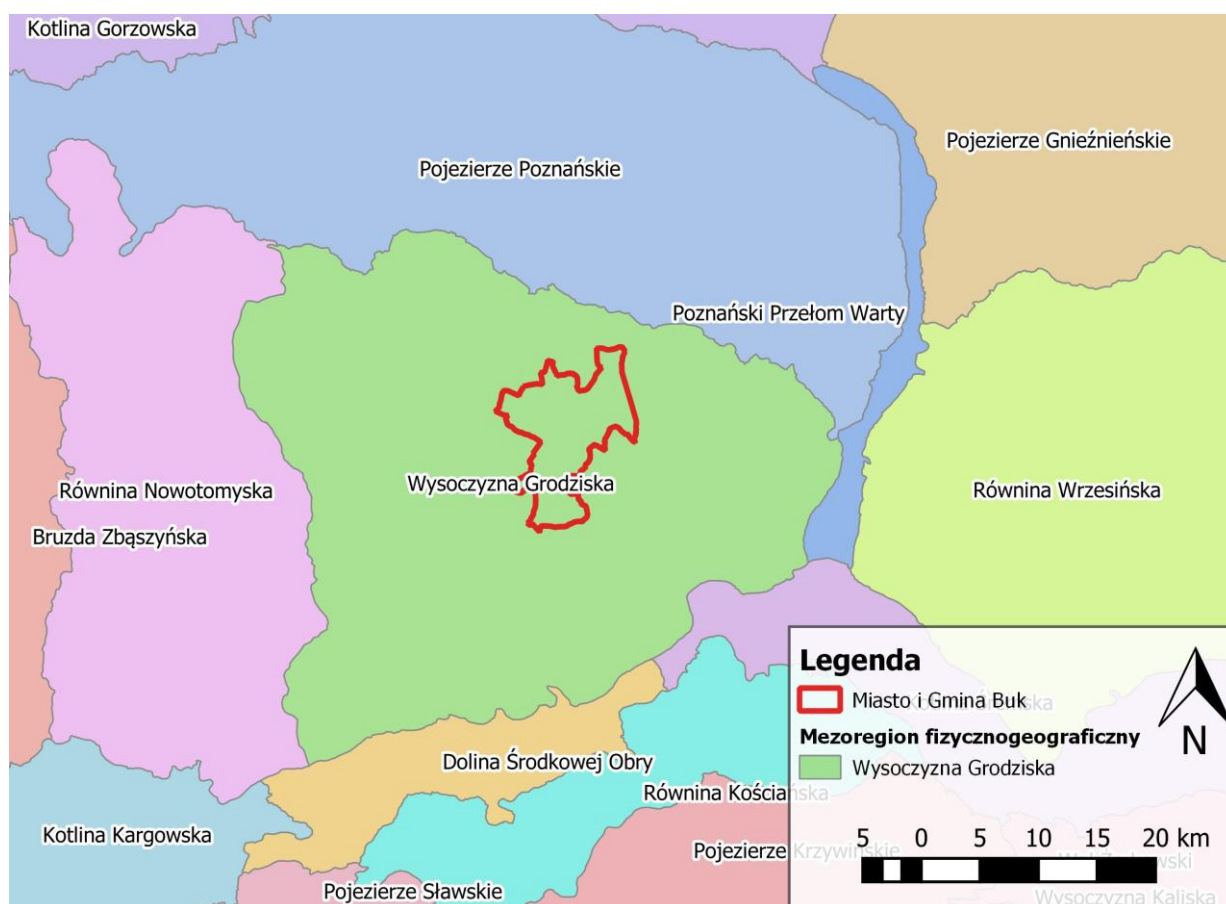 Kotlina Gorzowska
Pojezierze Gnieźnieńskie
Pojezierze Poznańskie
Poznański Przełom Warty
Wysoczyzna Grodziska
Równina Nowotomyska
Równina Wrzesińska
Bruzda Zbąszyńska
Dolina Środkowej Obry
Równina Kościańska
Kotlina Kargowska
Pojezierze Krzywińskie
Pojezierze Sławskie
Legenda
Miasto i Gmina Buk
Mezoregion fizycznogeograficzny
Wysoczyzna Grodziska
N
5 0 5 10 15 20 km
Wysoczyzna Kaliska